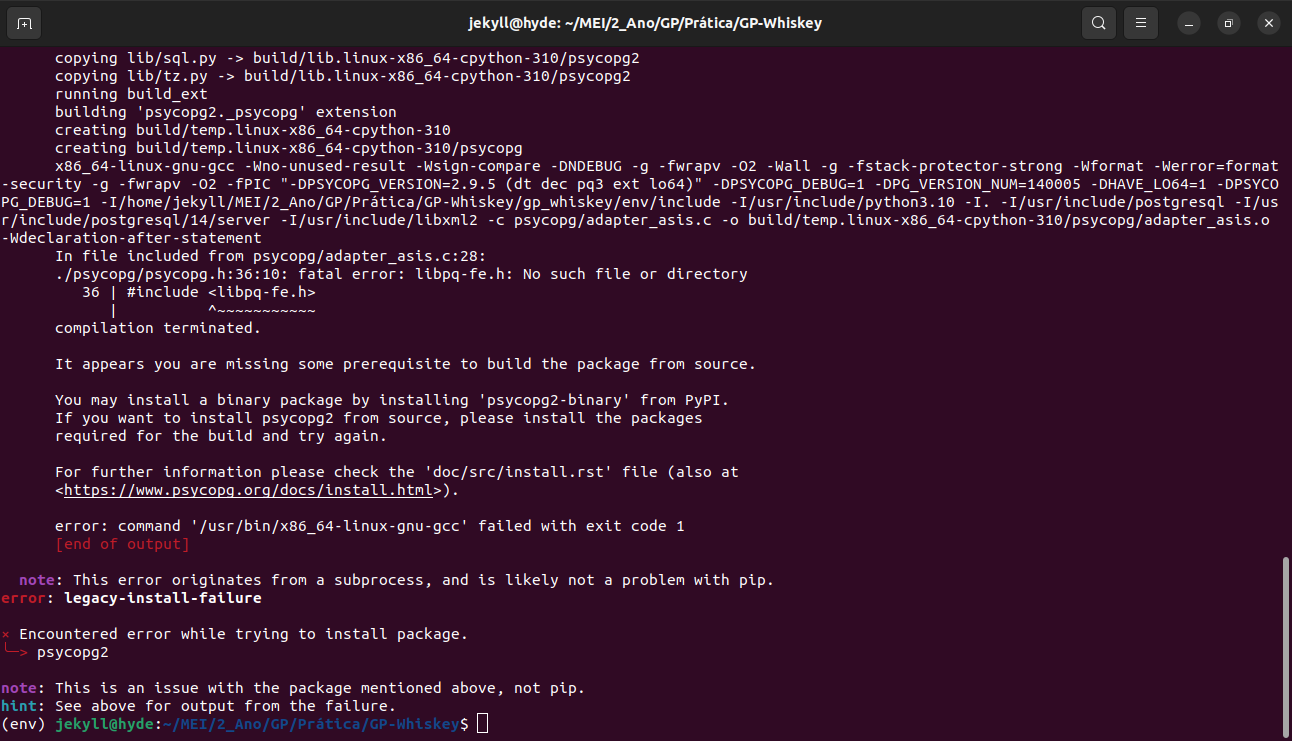 jekyll@hyde: ~/MEI/2_Ano/GP/Prática/GP-Whiskey
copying lib/sql.py -> build/lib.linux-x86_64-cpython-310/psycopg2
copying lib/tz.py -> build/lib.linux-x86_64-cpython-310/psycopg2
running build_ext
building 'psycopg2._psycopg' extension
creating build/temp.linux-x86_64-cpython-310
creating build/temp.linux-x86_64-cpython-310/psycopg
x86_64-linux-gnu-gcc -Wno-unused-result -Wsign-compare -DNDEBUG -g -fwrapv -O2 -Wall -g -fstack-protector-strong -Wformat -Werror=format
-security -g -fwrapv -O2 -fPIC "-DPSYCOPG_VERSION=2.9.5 (dt dec pq3 ext lo64)" -DPSYCOPG_DEBUG=1 -DPG_VERSION_NUM=140005 -DHAVE_LO64=1 -DPSYCO
PG_DEBUG=1 -I/home/jekyll/MEI/2_Ano/GP/Prática/GP-Whiskey/gp_whiskey/env/include -I/usr/include/python3.10 -I. -I/usr/include/postgresql -I/us
r/include/postgresql/14/server -I/usr/include/libxml2 -c psycopg/adapter_asis.c -o build/temp.linux-x86_64-cpython-310/psycopg/adapter_asis.o
-Wdeclaration-after-statement
In file included from psycopg/adapter_asis.c:28:
./psycopg/psycopg.h:36:10: fatal error: libpq-fe.h: No such file or directory
36 | #include <libpq-fe.h>
| ^~~~~~~~~~~~
compilation terminated.
It appears you are missing some prerequisite to build the package from source.
You may install a binary package by installing 'psycopg2-binary' from PyPI.
If you want to install psycopg2 from source, please install the packages
required for the build and try again.
For further information please check the 'doc/src/install.rst' file (also at
<https://www.psycopg.org/docs/install.html>).
error: command '/usr/bin/x86_64-linux-gnu-gcc' failed with exit code 1
[end of output]
note: This error originates from a subprocess, and is likely not a problem with pip.
error: legacy-install-failure
× Encountered error while trying to install package.
╰─> psycopg2
note: This is an issue with the package mentioned above, not pip.
hint: See above for output from the failure.
(env) jekyll@hyde:~/MEI/2_Ano/GP/Prática/GP-Whiskey$